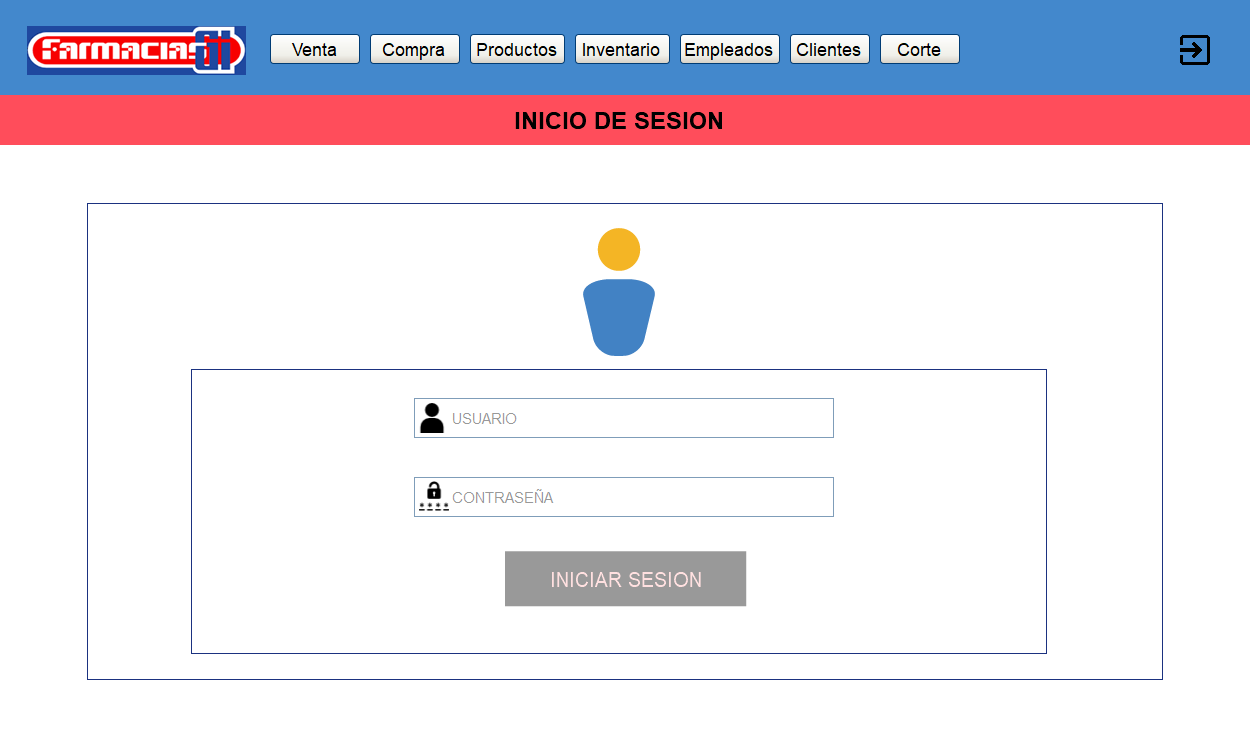 Farmacias GI
Venta Compra Productos Inventario Empleados Clientes Corte
INICIO DE SESION
USUARIO
CONTRASEÑA
INICIAR SESION